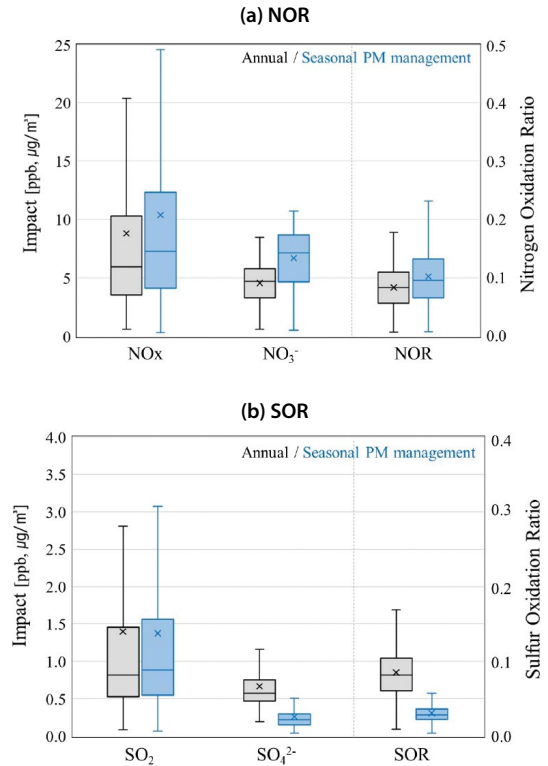 (a) NOR
Annual / Seasonal PM management
Impact [ppb, μg/㎥]
25
20
15
10
5
0
0.5
0.4
0.3
0.2
0.1
0.0
Nitrogen Oxidation Ratio
NOx
NO₃⁻
NOR
(b) SOR
Annual / Seasonal PM management
Impact [ppb, μg/㎥]
4.0
3.5
3.0
2.5
2.0
1.5
1.0
0.5
0.0
0.4
0.3
0.2
0.1
0.0
Sulfur Oxidation Ratio
SO₂
SO₄²⁻
SOR